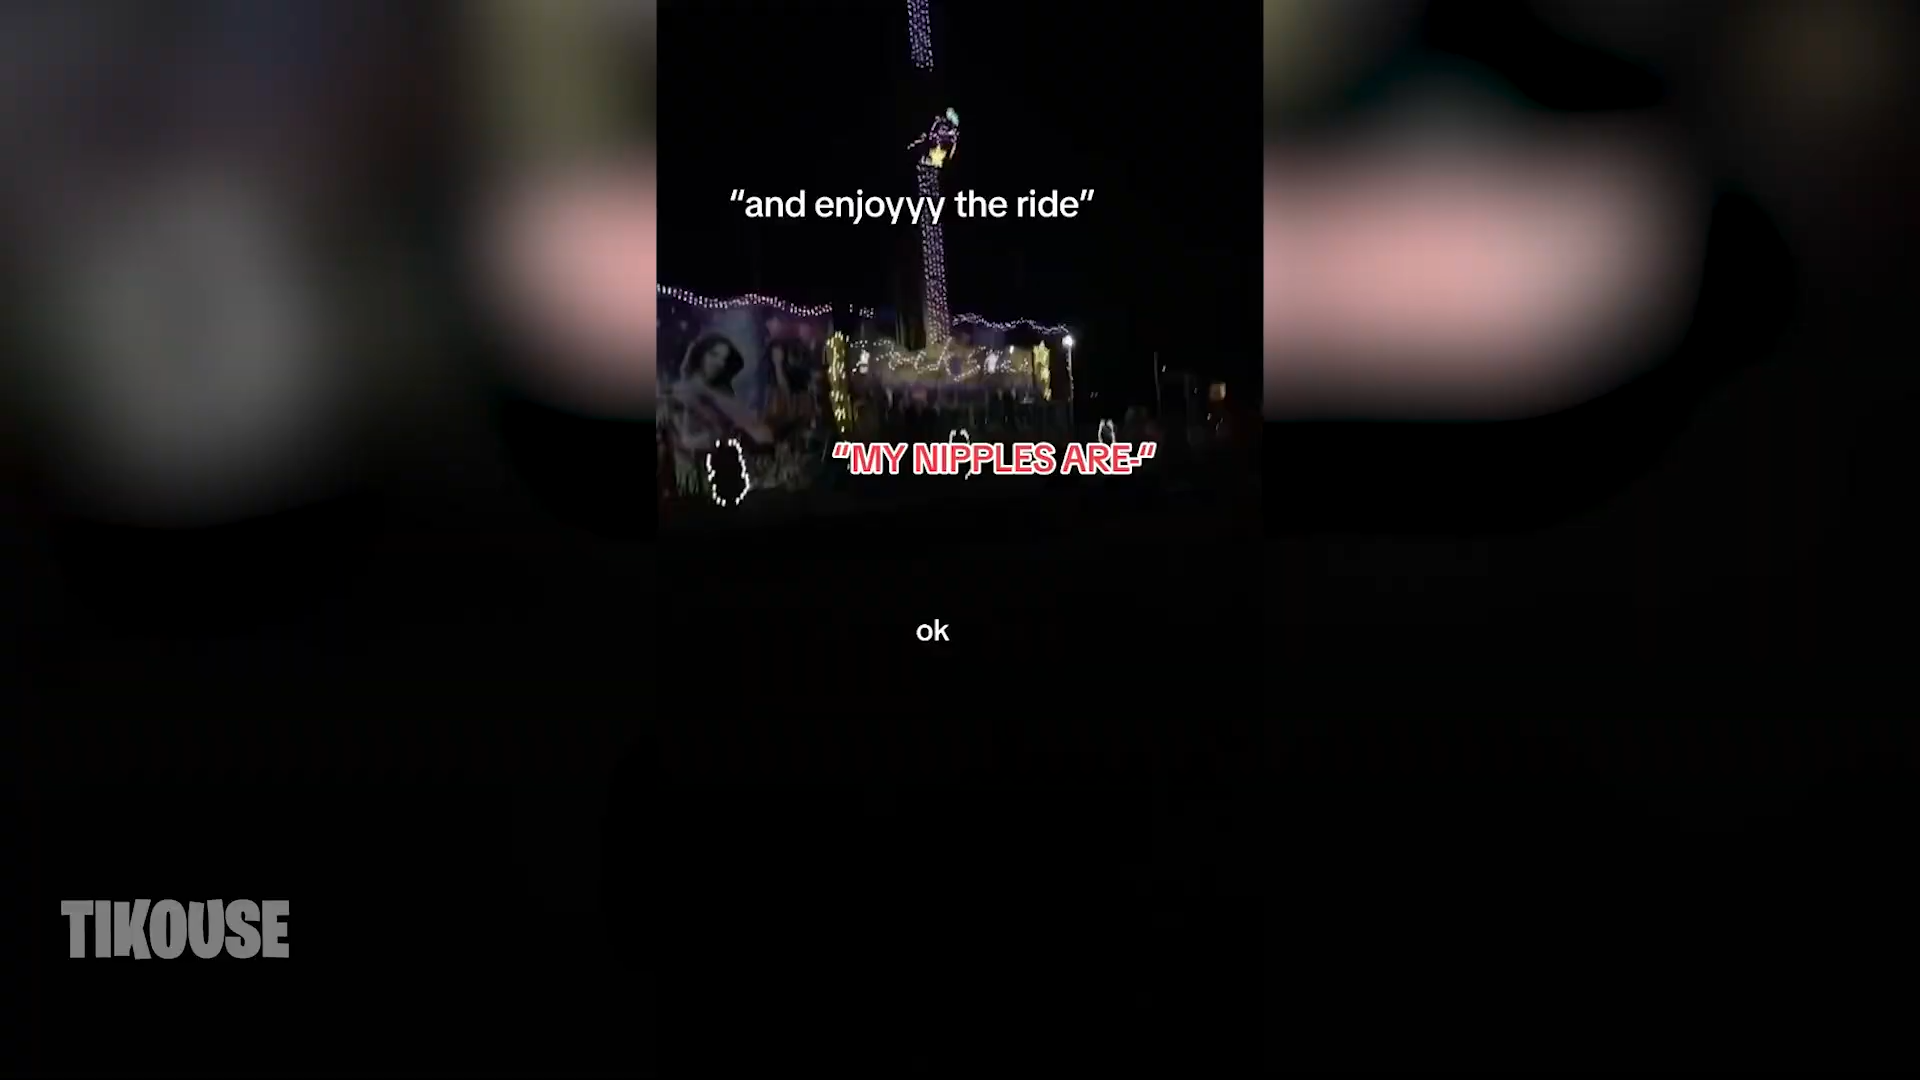 “and enjoyyy the ride”
“MY NIPPLES ARE-“
ok
TIKOUSE